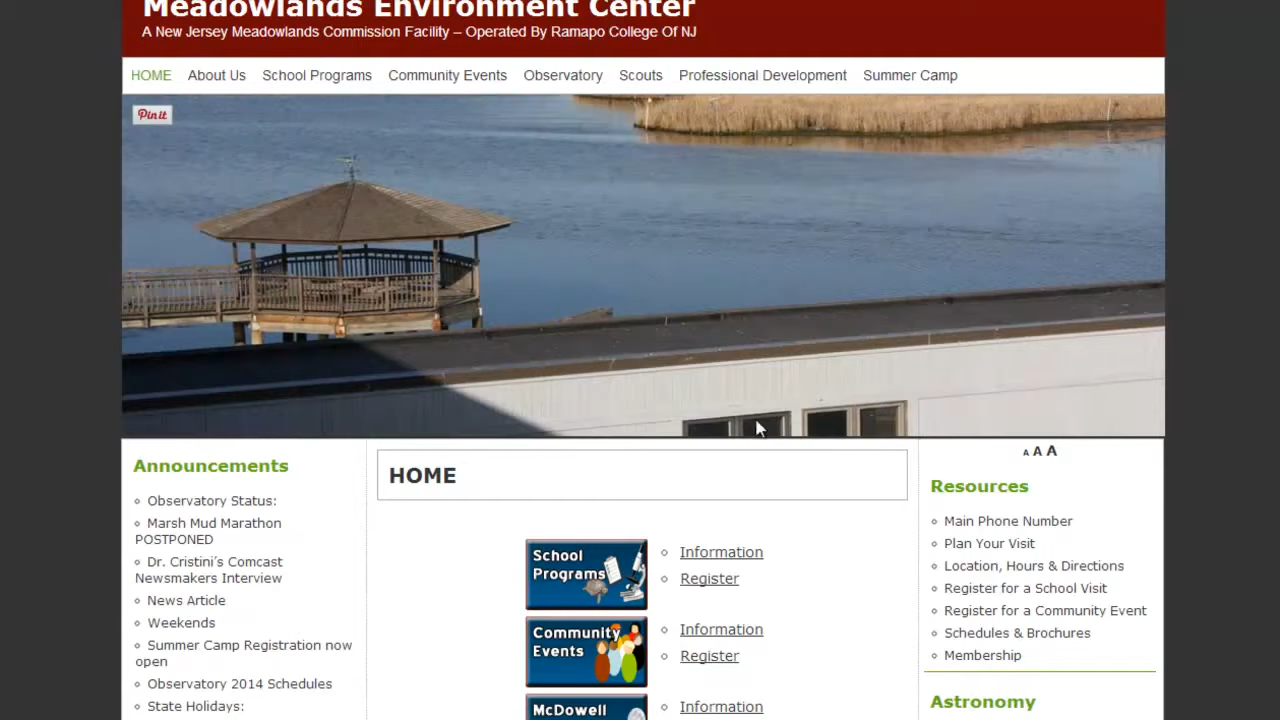 Meadowlands Environment Center
A New Jersey Meadowlands Commission Facility – Operated By Ramapo College Of NJ
HOME About Us School Programs Community Events Observatory Scouts Professional Development Summer Camp
Pin it
Announcements
Observatory Status:
Marsh Mud Marathon
POSTPONED
Dr. Cristini's Comcast
Newsmakers Interview
News Article
Weekends
Summer Camp Registration now
open
Observatory 2014 Schedules
State Holidays:
HOME
School
Programs
Information
Register
Community
Events
Information
Register
McDowell
Information
A A A
Resources
Main Phone Number
Plan Your Visit
Location, Hours & Directions
Register for a School Visit
Register for a Community Event
Schedules & Brochures
Membership
Astronomy